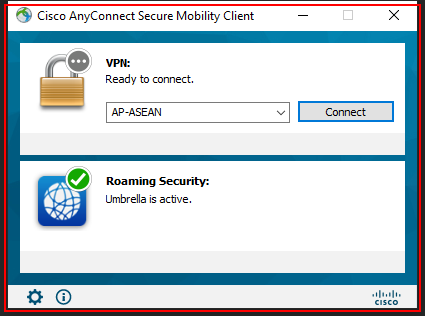 Cisco AnyConnect Secure Mobility Client
VPN:
Ready to connect.
AP-ASEAN
Connect
Roaming Security:
Umbrella is active.
CISCO